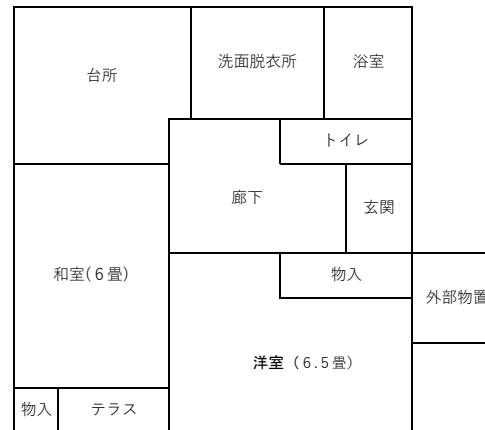 台所
洗面脱衣所
浴室
トイレ
廊下
玄関
和室(6畳)
物入
外部物置
洋室（6.5畳)
物入
テラス